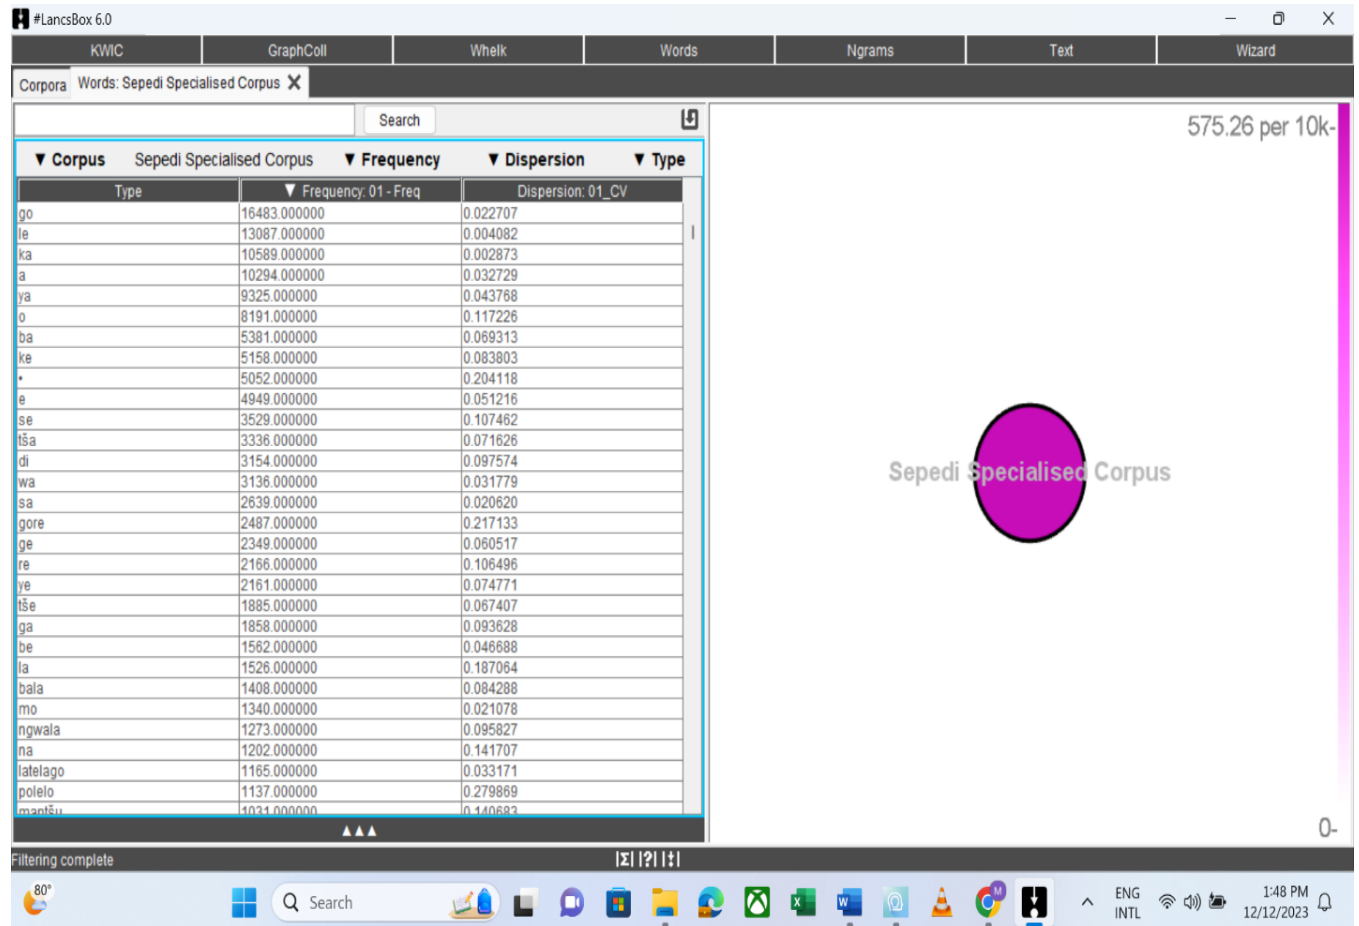 #LancsBox 6.0
KWIC GraphColl Whelk Words Ngrams Text Wizard
Corpora Words: Sepedi Specialised Corpus
Search
▼ Corpus Sepedi Specialised Corpus ▼ Frequency ▼ Dispersion ▼ Type
Type ▼ Frequency: 01 - Freq Dispersion: 01_CV
go 16483.000000 0.022707
le 13087.000000 0.004082
ka 10589.000000 0.002873
a 10294.000000 0.032729
ya 9325.000000 0.043768
o 8191.000000 0.117226
ba 5381.000000 0.069313
ke 5158.000000 0.083803
• 5052.000000 0.204118
e 4949.000000 0.051216
se 3529.000000 0.107462
tša 3336.000000 0.071626
di 3154.000000 0.097574
wa 3136.000000 0.031779
sa 2639.000000 0.020620
gore 2487.000000 0.217133
ge 2349.000000 0.060517
re 2166.000000 0.106496
ye 2161.000000 0.074771
tše 1885.000000 0.067407
ga 1858.000000 0.093628
be 1562.000000 0.046688
la 1526.000000 0.187064
bala 1408.000000 0.084288
mo 1340.000000 0.021078
ngwala 1273.000000 0.095827
na 1202.000000 0.141707
latelago 1165.000000 0.033171
polelo 1137.000000 0.279869
mantšu 1031.000000 0.140683
▲▲▲
575.26 per 10k-
Sepedi Specialised Corpus
0-
Filtering complete |Σ| |?| |‡|
80° Search ENG INTL 1:48 PM
12/12/2023